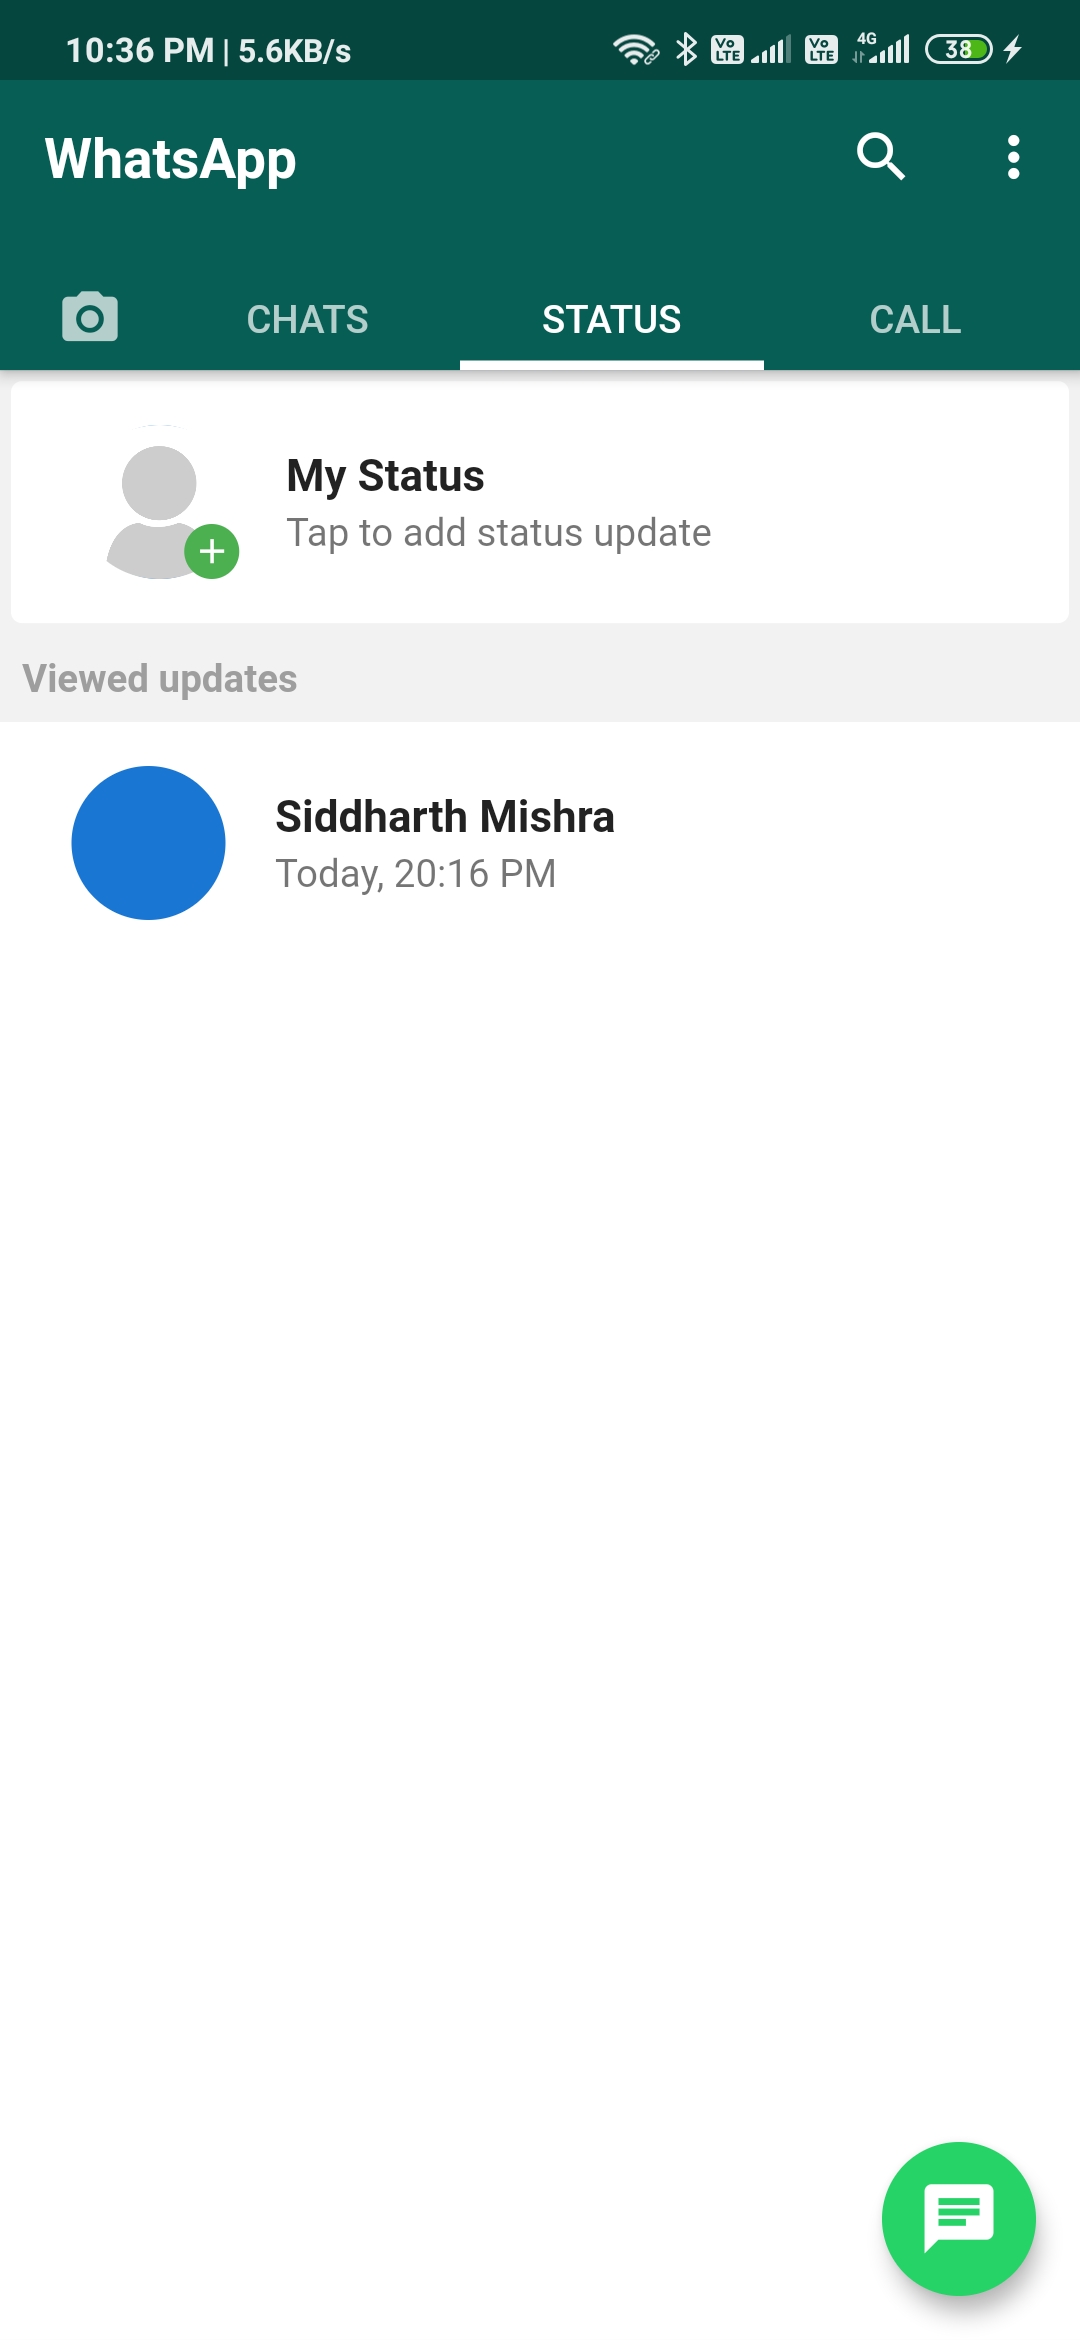 10:36 PM | 5.6KB/s Vo LTE Vo LTE 4G 38
WhatsApp
CHATS STATUS CALL
My Status
Tap to add status update
Viewed updates
Siddharth Mishra
Today, 20:16 PM